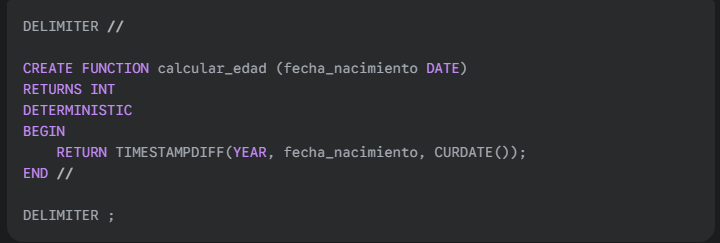 DELIMITER //
CREATE FUNCTION calcular_edad (fecha_nacimiento DATE)
RETURNS INT
DETERMINISTIC
BEGIN
    RETURN TIMESTAMPDIFF(YEAR, fecha_nacimiento, CURDATE());
END //
DELIMITER ;